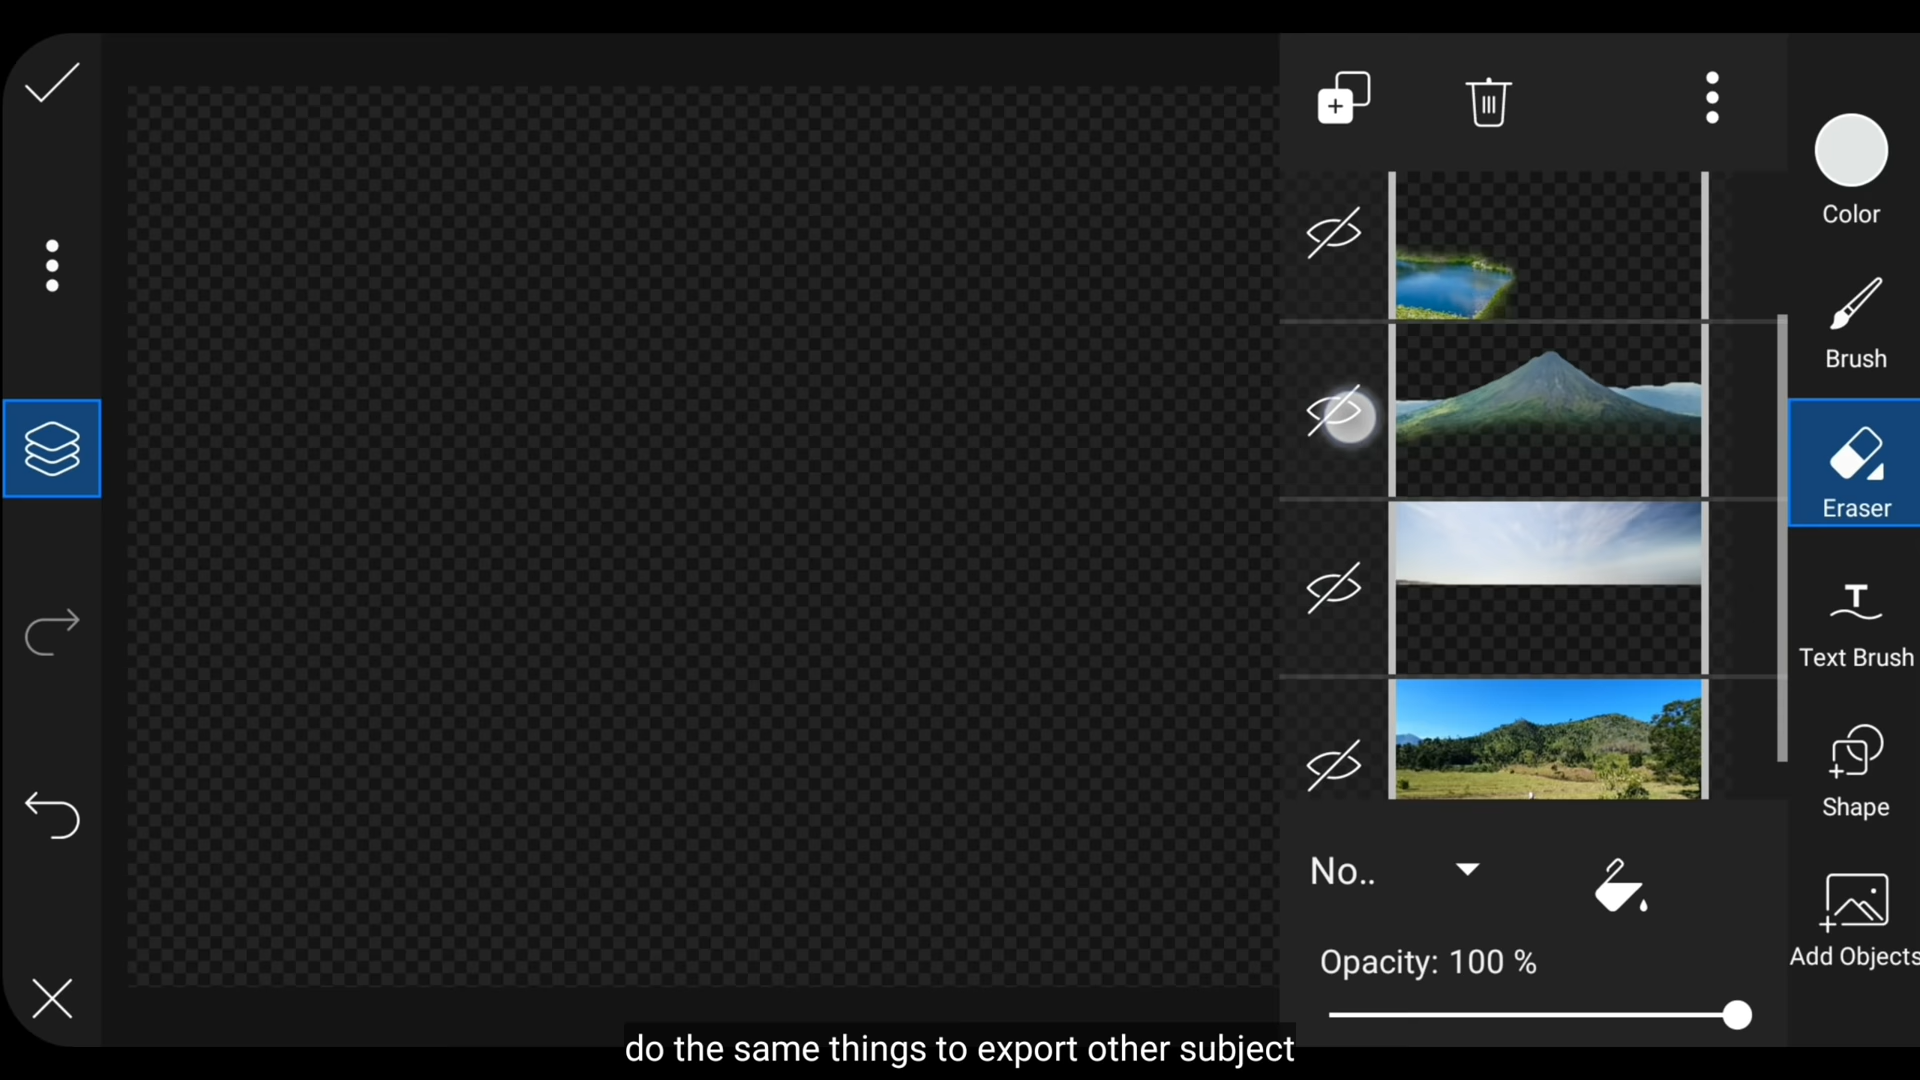 Color
Brush
Eraser
Text Brush
Shape
Add Objects
No..
Opacity: 100 %
do the same things to export other subject